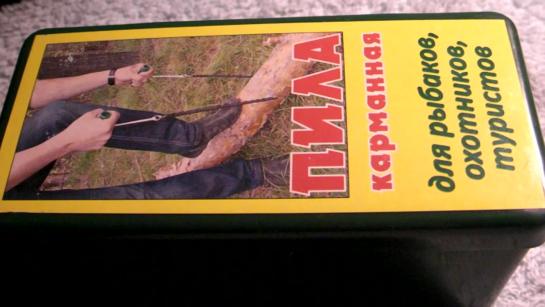 ПИЛА
карманная
для рыбаков,
охотников,
туристов